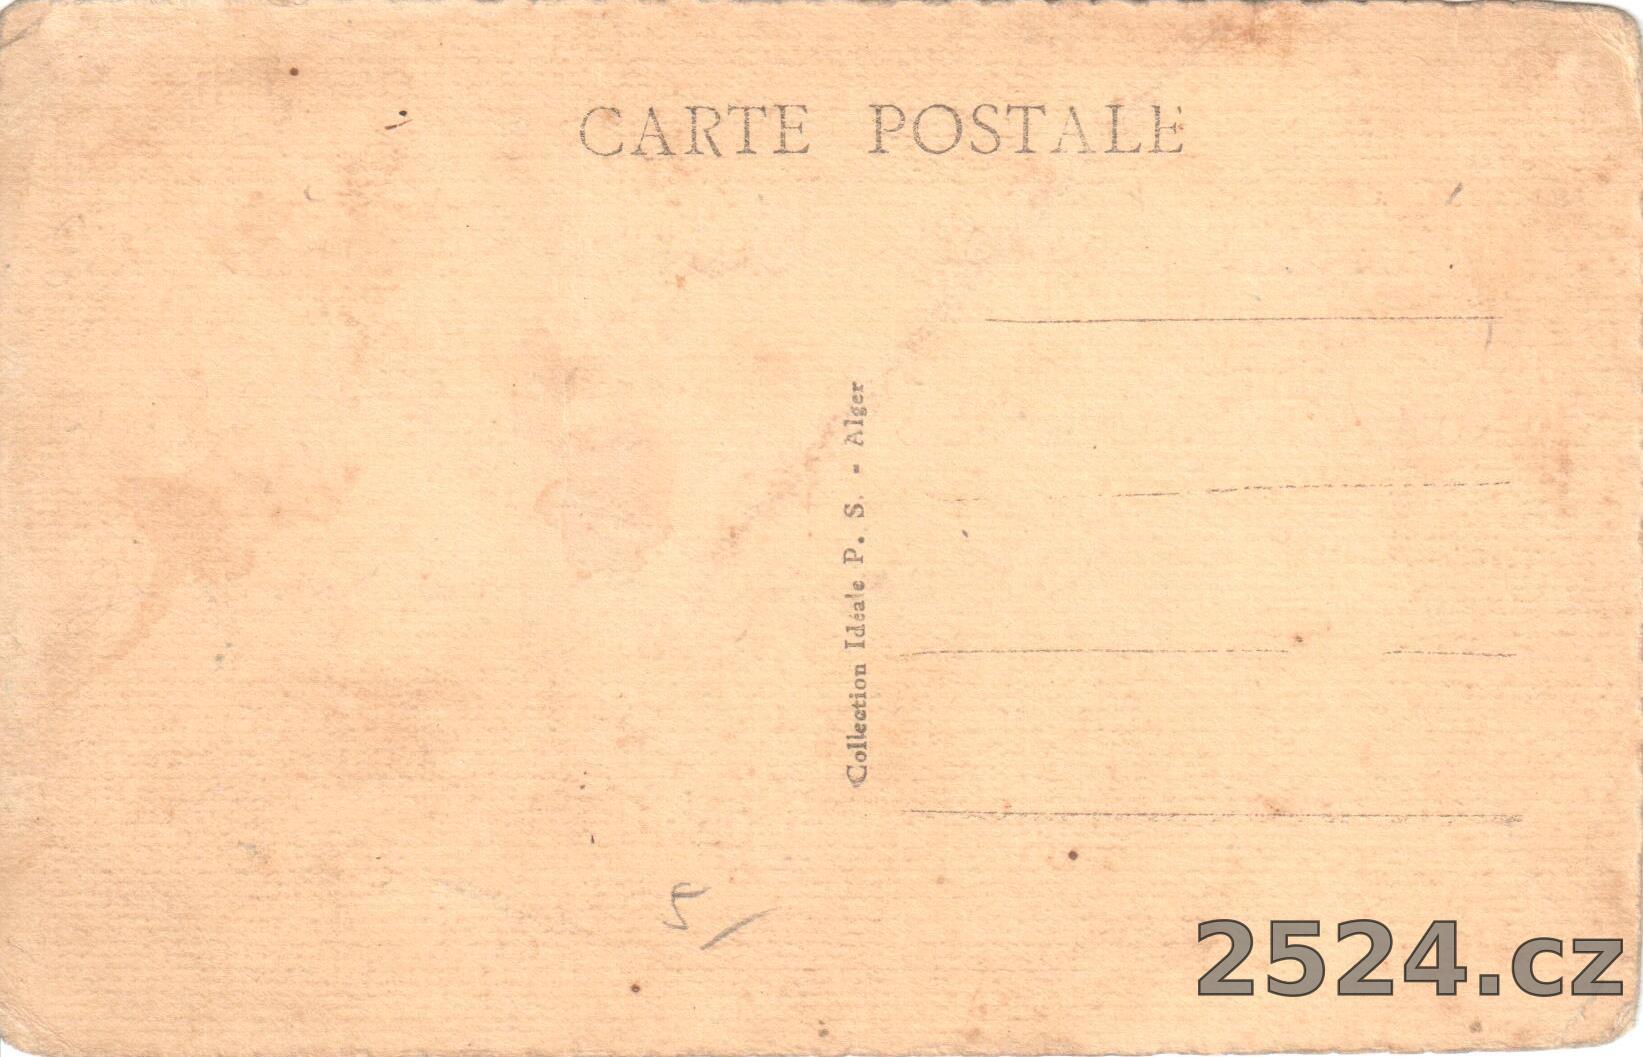 CARTE POSTALE
Collection Idéale P. S. - Alger
5/
2524.cz